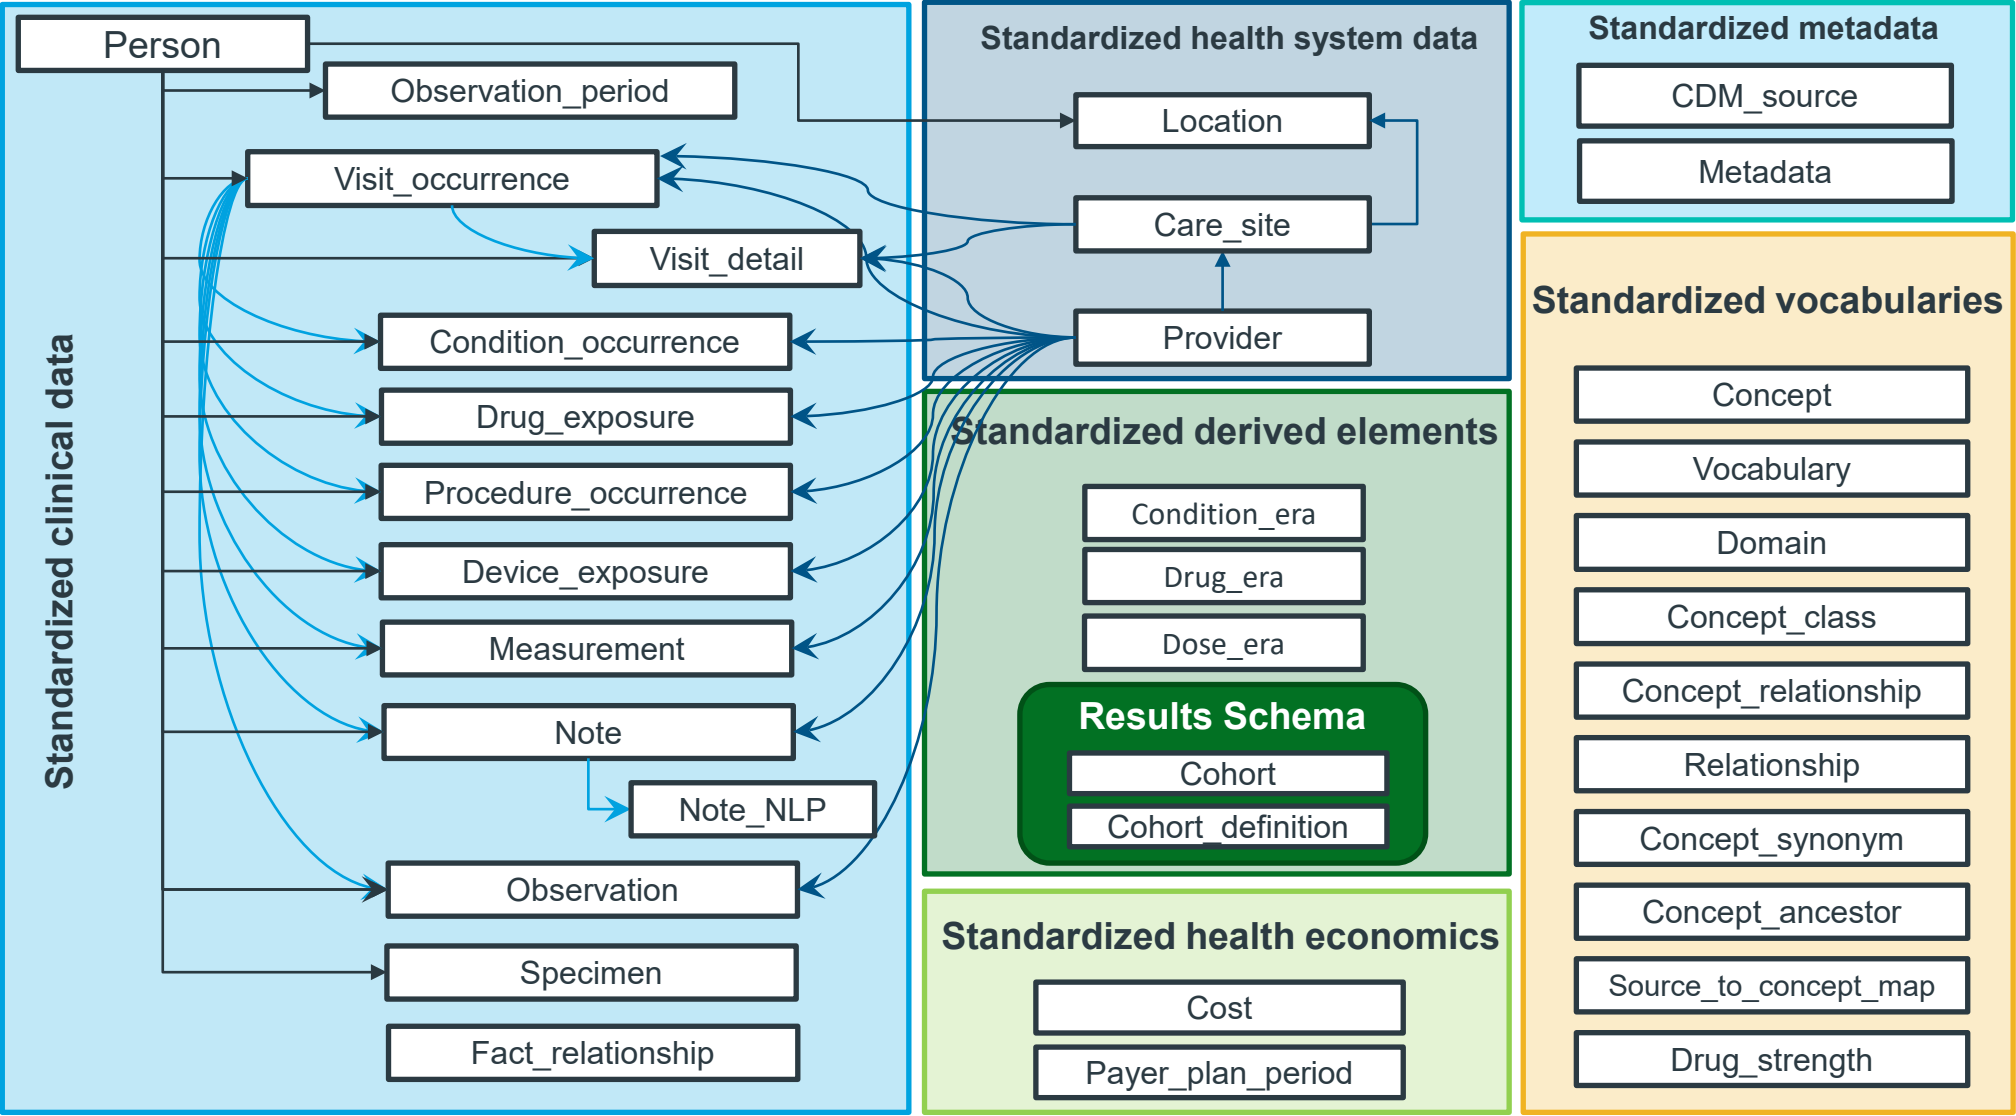 Standardized clinical data
Person
Observation_period
Visit_occurrence
Visit_detail
Condition_occurrence
Drug_exposure
Procedure_occurrence
Device_exposure
Measurement
Note
Note_NLP
Observation
Specimen
Fact_relationship
Standardized health system data
Location
Care_site
Provider
Standardized derived elements
Condition_era
Drug_era
Dose_era
Results Schema
Cohort
Cohort_definition
Standardized health economics
Cost
Payer_plan_period
Standardized metadata
CDM_source
Metadata
Standardized vocabularies
Concept
Vocabulary
Domain
Concept_class
Concept_relationship
Relationship
Concept_synonym
Concept_ancestor
Source_to_concept_map
Drug_strength